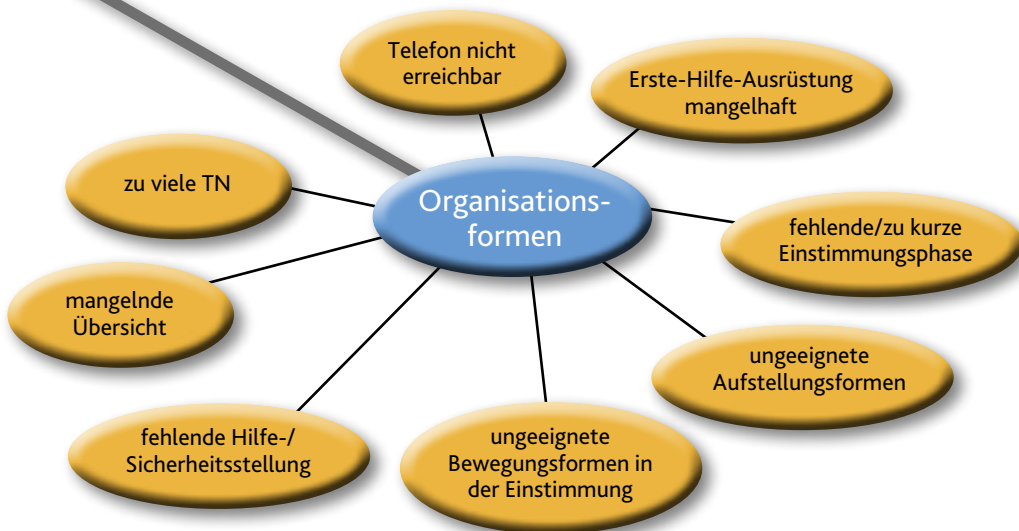 Telefon nicht
erreichbar
Erste-Hilfe-Ausrüstung
mangelhaft
zu viele TN
Organisations-
formen
fehlende/zu kurze
Einstimmungsphase
mangelnde
Übersicht
ungeeignete
Aufstellungsformen
fehlende Hilfe-/
Sicherheitsstellung
ungeeignete
Bewegungsformen in
der Einstimmung